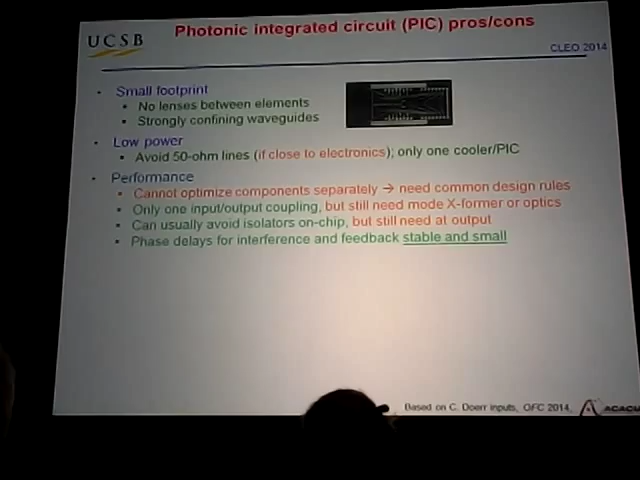 UCSB
Photonic integrated circuit (PIC) pros/cons
CLEO 2014
• Small footprint
• No lenses between elements
• Strongly confining waveguides
• Low power
• Avoid 50-ohm lines (if close to electronics); only one cooler/PIC
• Performance
• Cannot optimize components separately → need common design rules
• Only one input/output coupling, but still need mode X-former or optics
• Can usually avoid isolators on-chip, but still need at output
• Phase delays for interference and feedback stable and small
Based on C. Doerr inputs, OFC 2014,
ACACI